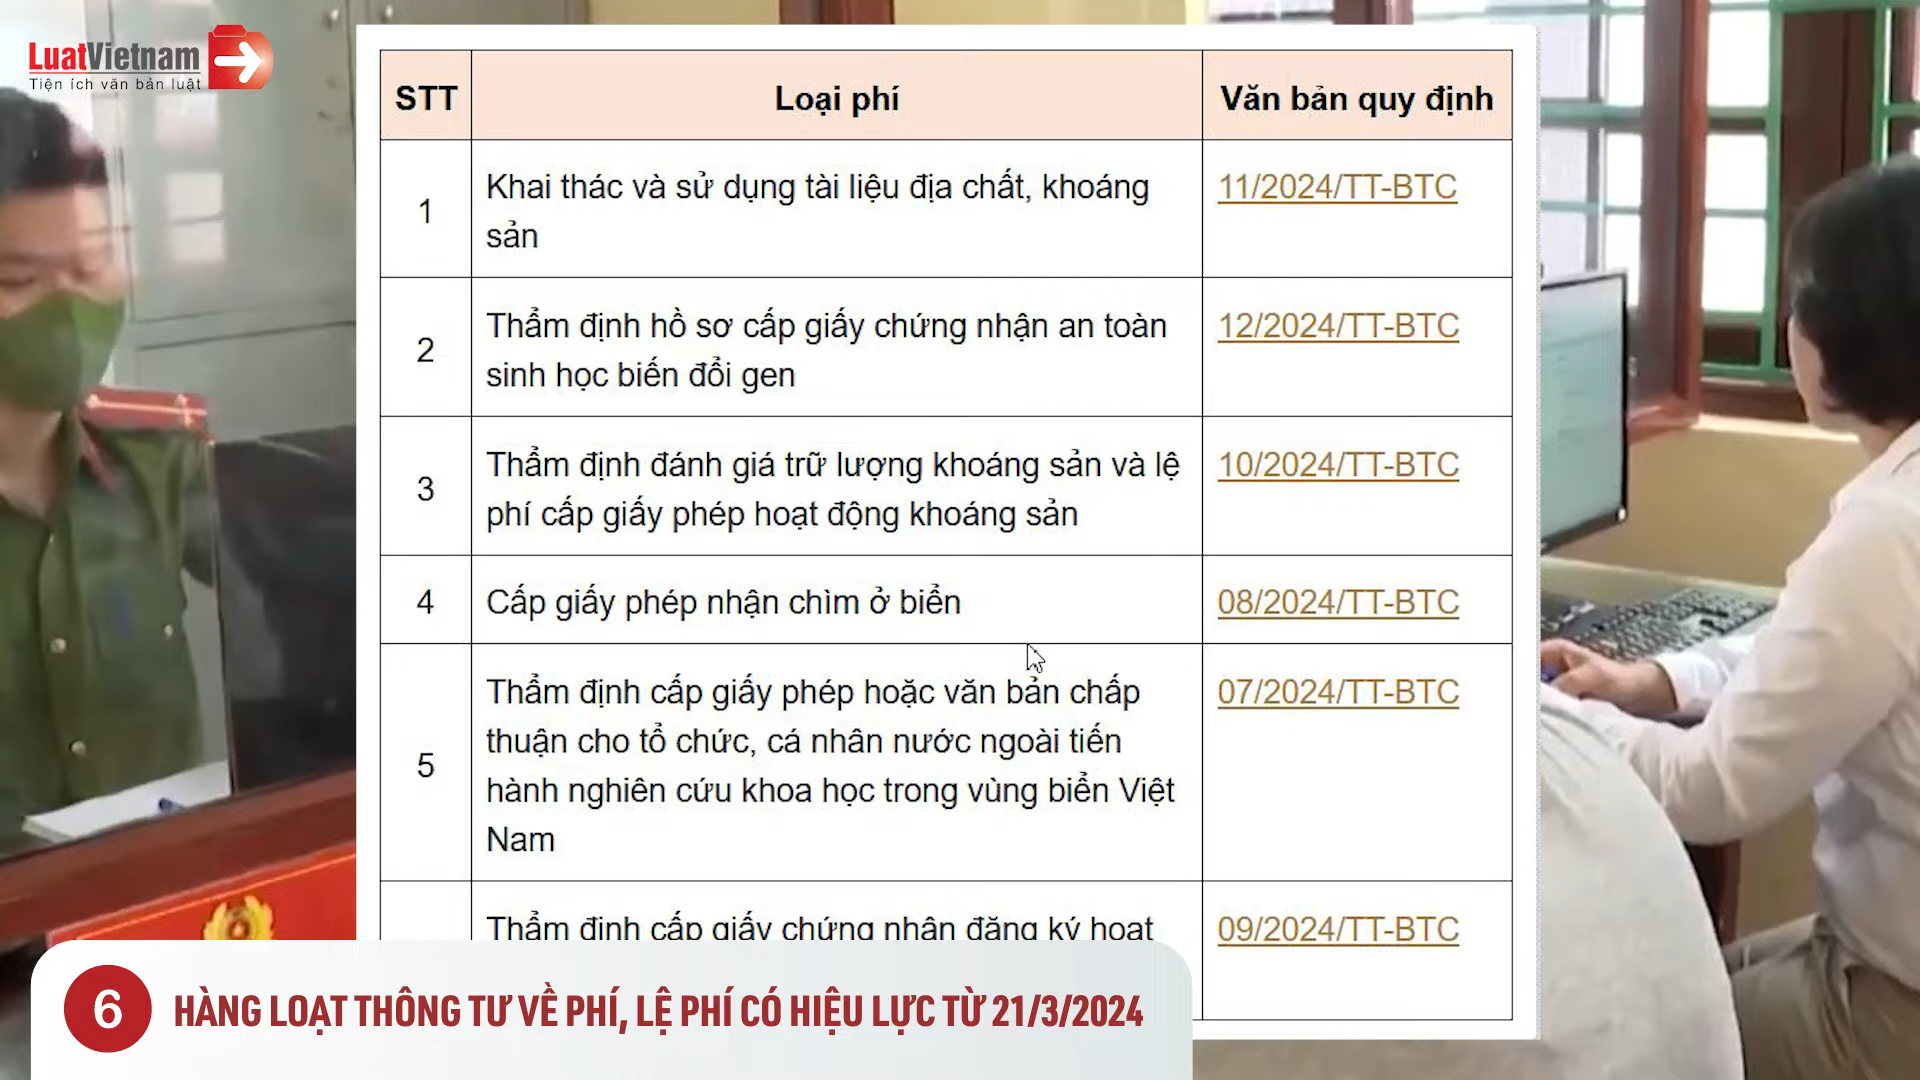 LuatVietnam
Tiện ích văn bản luật
STT Loại phí Văn bản quy định
1 Khai thác và sử dụng tài liệu địa chất, khoáng 11/2024/TT-BTC
sản
2 Thẩm định hồ sơ cấp giấy chứng nhận an toàn 12/2024/TT-BTC
sinh học biến đổi gen
3 Thẩm định đánh giá trữ lượng khoáng sản và lệ 10/2024/TT-BTC
phí cấp giấy phép hoạt động khoáng sản
4 Cấp giấy phép nhận chìm ở biển 08/2024/TT-BTC
5 Thẩm định cấp giấy phép hoặc văn bản chấp 07/2024/TT-BTC
thuận cho tổ chức, cá nhân nước ngoài tiến
hành nghiên cứu khoa học trong vùng biển Việt
Nam
Thẩm định cấp giấy chứng nhận đăng ký hoạt 09/2024/TT-BTC
6 HÀNG LOẠT THÔNG TƯ VỀ PHÍ, LỆ PHÍ CÓ HIỆU LỰC TỪ 21/3/2024